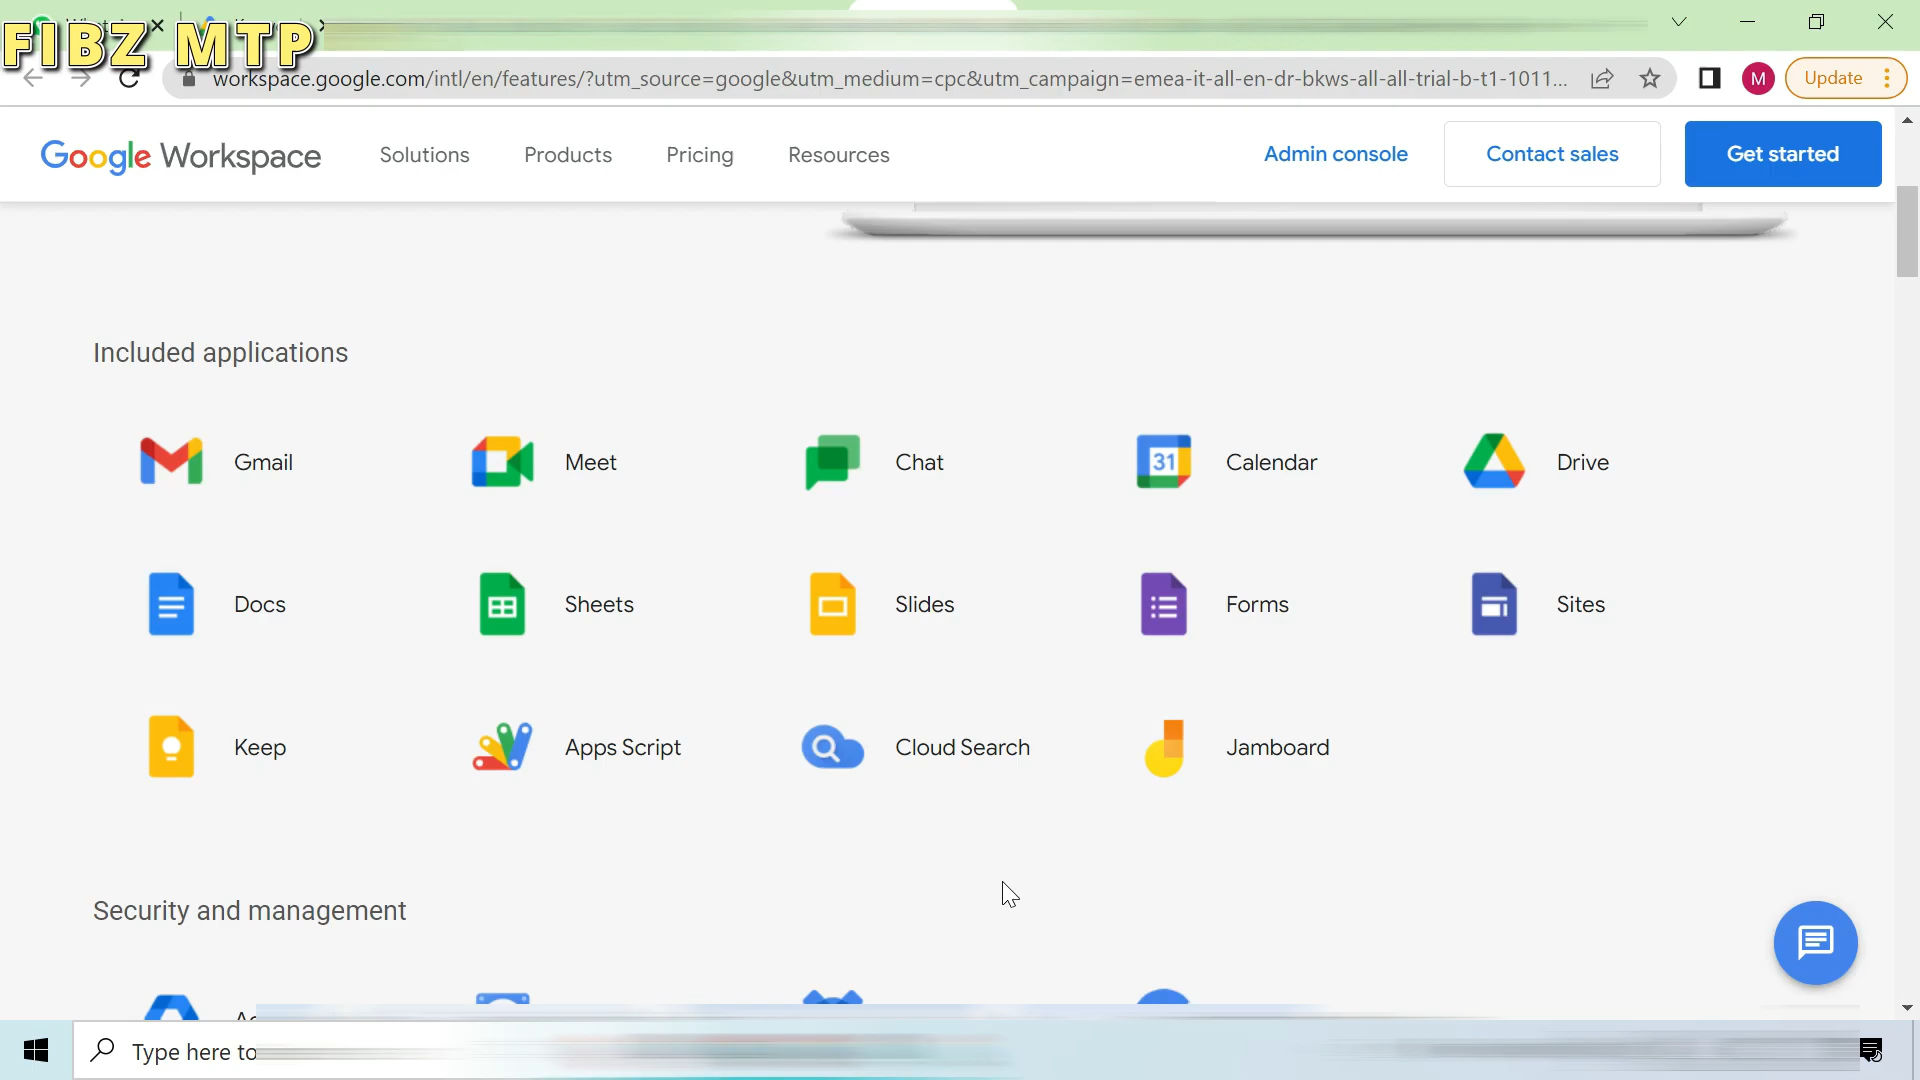 FIBZ MTP
workspace.google.com/intl/en/features/?utm_source=google&utm_medium=cpc&utm_campaign=emea-it-all-en-dr-bkws-all-all-trial-b-t1-1011...
M
Update
Google Workspace
Solutions
Products
Pricing
Resources
Admin console
Contact sales
Get started
Included applications
Gmail
Meet
Chat
31
Calendar
Drive
Docs
Sheets
Slides
Forms
Sites
Keep
Apps Script
Cloud Search
Jamboard
Security and management
Type here to